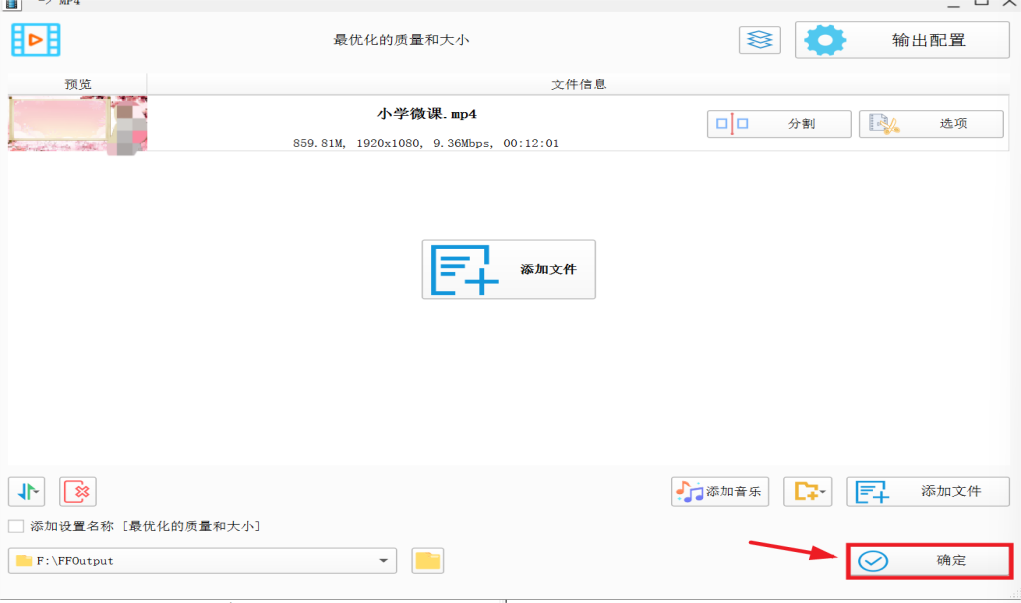 -> MP4
最优化的质量和大小
输出配置
预览
文件信息
小学微课.mp4
859.81M, 1920x1080, 9.36Mbps, 00:12:01
分割
选项
添加文件
添加音乐
添加文件
添加设置名称 [最优化的质量和大小]
F:\FFOutput
确定